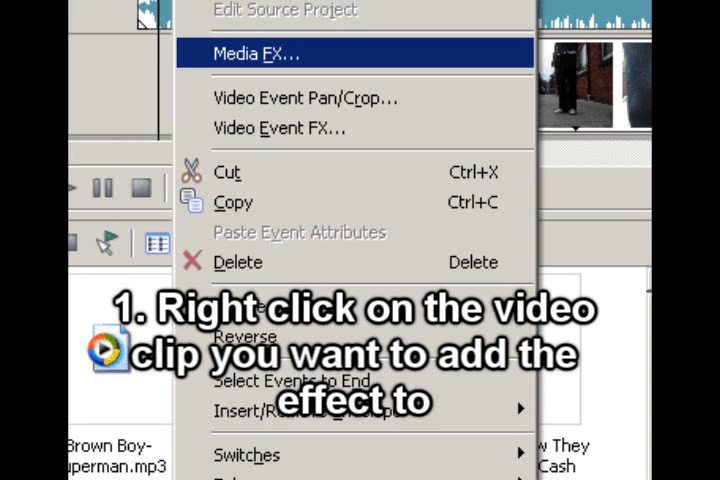 Edit Source Project
Media FX...
Video Event Pan/Crop...
Video Event FX...
Cut Ctrl+X
Copy Ctrl+C
Paste Event Attributes
Delete Delete
1. Right click on the video
Reverse
clip you want to add the
Select Events to End
effect to
Insert/Re
Brown Boy-
w They
uperman.mp3
Cash
Switches